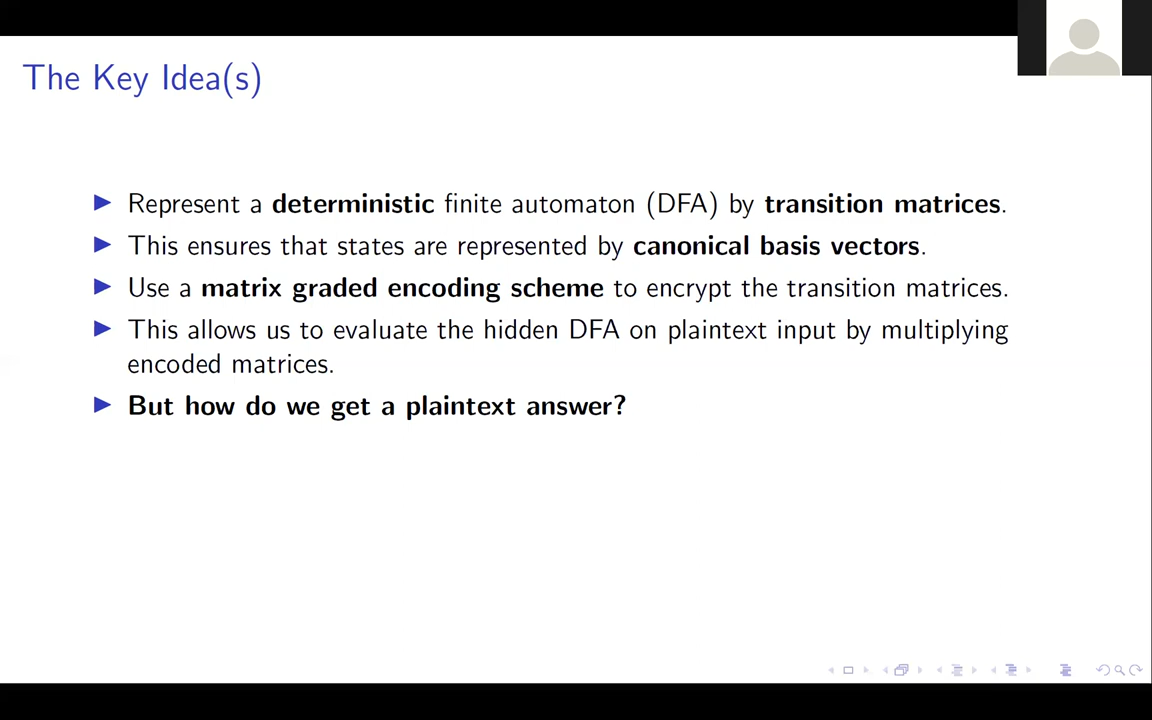 The Key Idea(s)
▶ Represent a deterministic finite automaton (DFA) by transition matrices.
▶ This ensures that states are represented by canonical basis vectors.
▶ Use a matrix graded encoding scheme to encrypt the transition matrices.
▶ This allows us to evaluate the hidden DFA on plaintext input by multiplying
encoded matrices.
▶ But how do we get a plaintext answer?